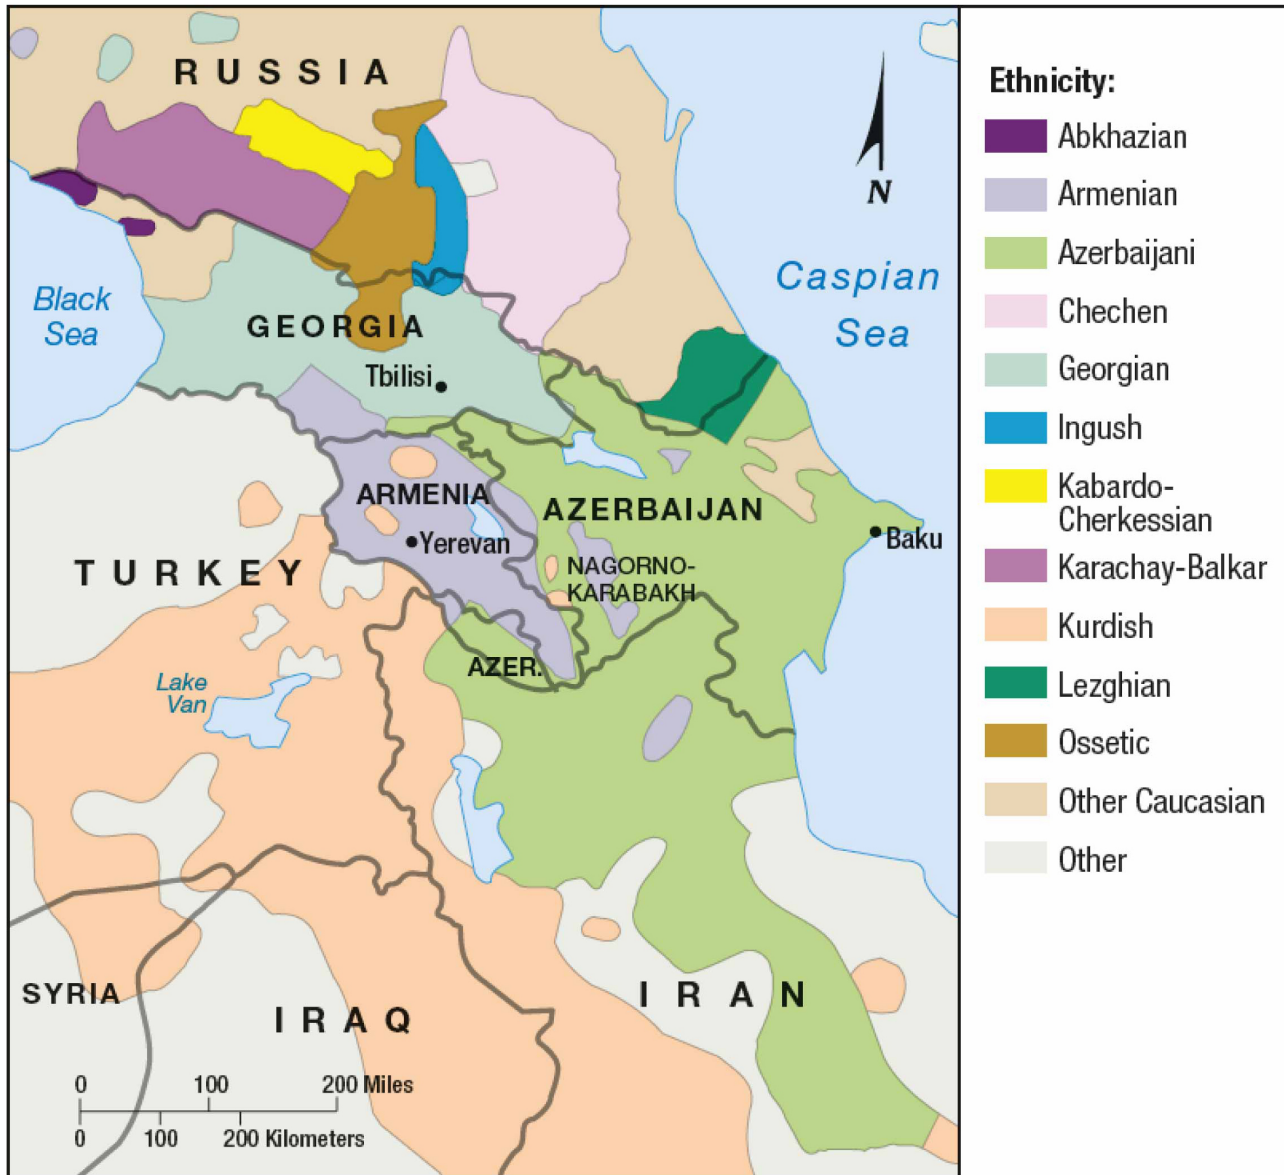 RUSSIA
Black
Sea
GEORGIA
Tbilisi
Caspian
Sea
N
ARMENIA
Yerevan
AZERBAIJAN
Baku
NAGORNO-
KARABAKH
TURKEY
AZER.
Lake
Van
SYRIA
IRAQ
IRAN
0 100 200 Miles
0 100 200 Kilometers
Ethnicity:
Abkhazian
Armenian
Azerbaijani
Chechen
Georgian
Ingush
Kabardo-
Cherkessian
Karachay-Balkar
Kurdish
Lezghian
Ossetic
Other Caucasian
Other